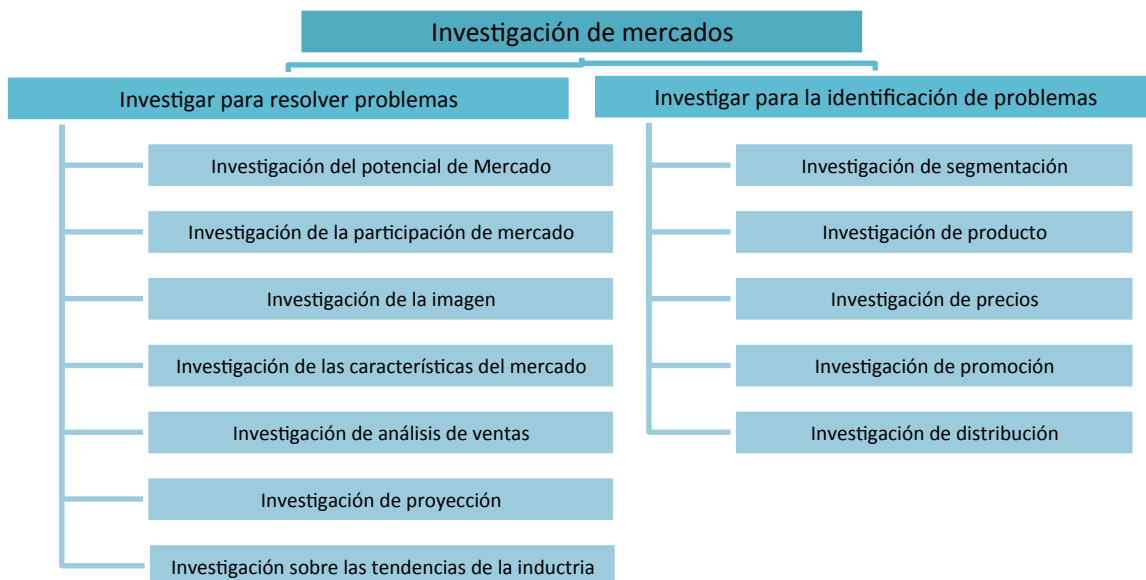 Investigación de mercados
Investigar para resolver problemas
Investigación del potencial de Mercado
Investigación de la participación de mercado
Investigación de la imagen
Investigación de las características del mercado
Investigación de análisis de ventas
Investigación de proyección
Investigación sobre las tendencias de la inductria
Investigar para la identificación de problemas
Investigación de segmentación
Investigación de producto
Investigación de precios
Investigación de promoción
Investigación de distribución